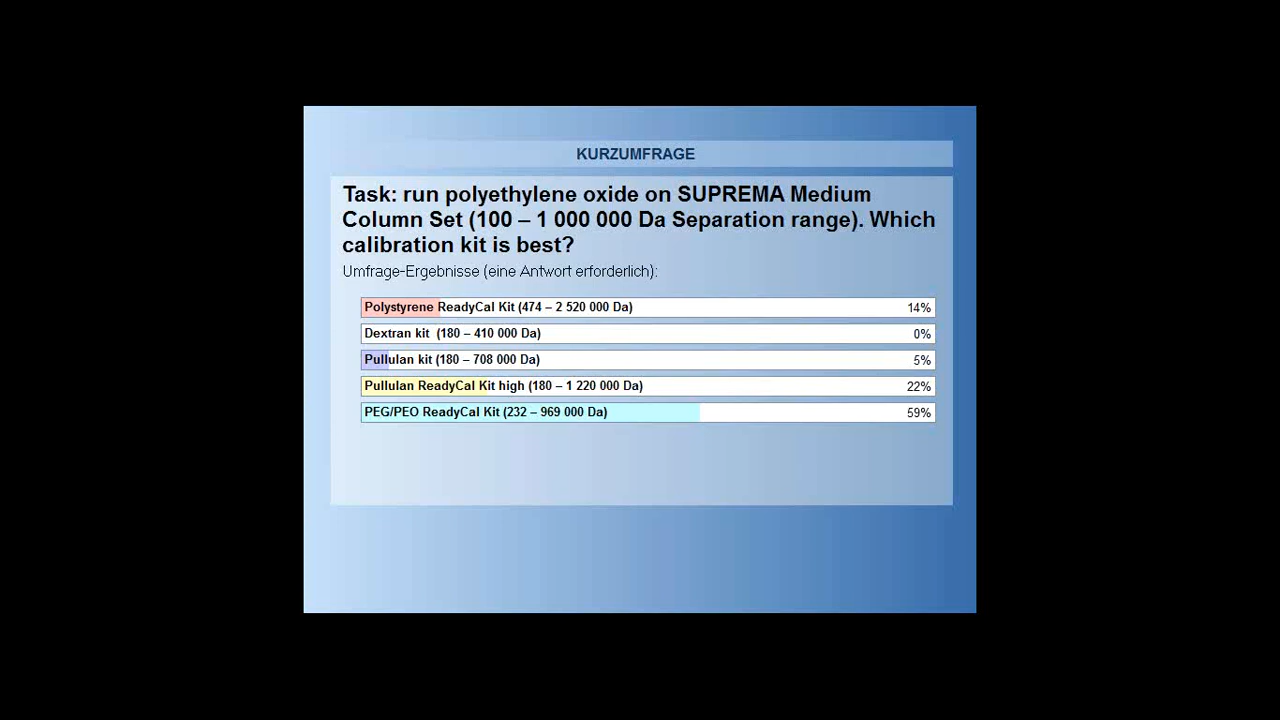 KURZUMFRAGE
Task: run polyethylene oxide on SUPREMA Medium
Column Set (100 – 1 000 000 Da Separation range). Which
calibration kit is best?
Umfrage-Ergebnisse (eine Antwort erforderlich):
Polystyrene ReadyCal Kit (474 – 2 520 000 Da) 14%
Dextran kit (180 – 410 000 Da) 0%
Pullulan kit (180 – 708 000 Da) 5%
Pullulan ReadyCal Kit high (180 – 1 220 000 Da) 22%
PEG/PEO ReadyCal Kit (232 – 969 000 Da) 59%